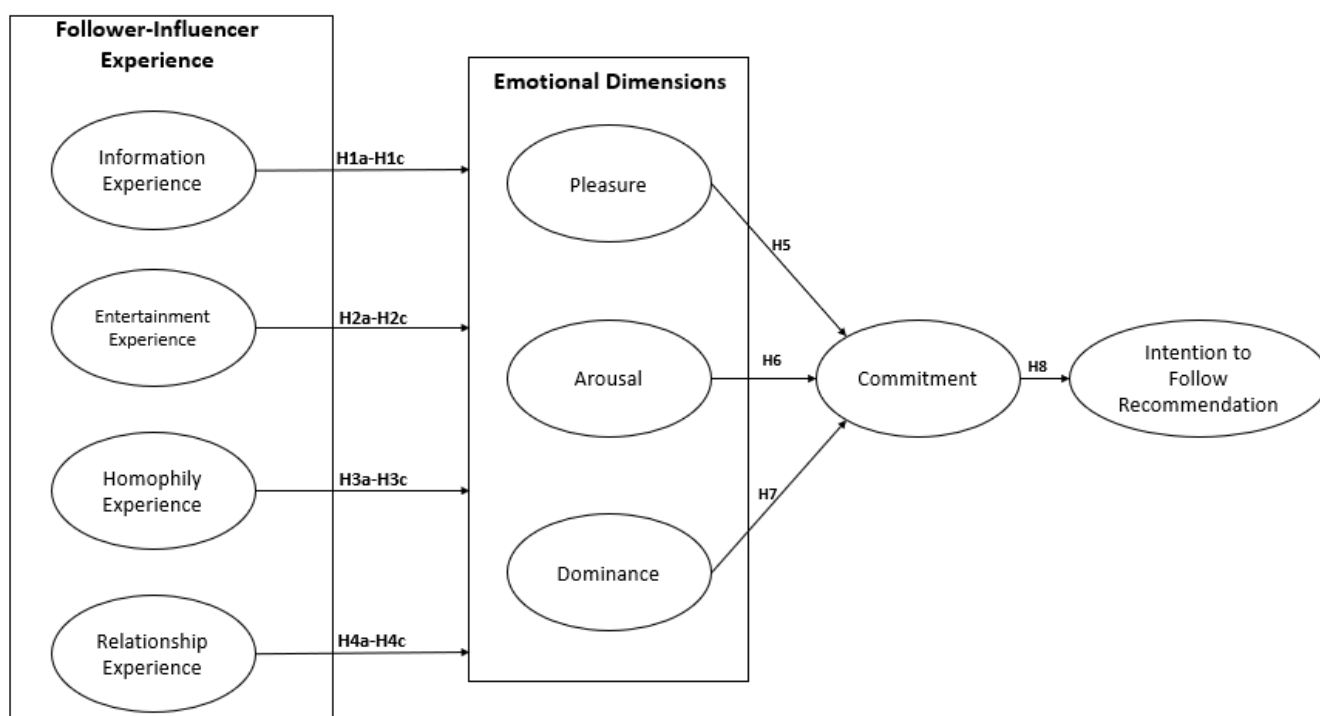 Follower-Influencer
Experience
Information
Experience
Entertainment
Experience
Homophily
Experience
Relationship
Experience
H1a-H1c
H2a-H2c
H3a-H3c
H4a-H4c
Emotional Dimensions
Pleasure
Arousal
Dominance
H5
H6
H7
Commitment
H8
Intention to
Follow
Recommendation